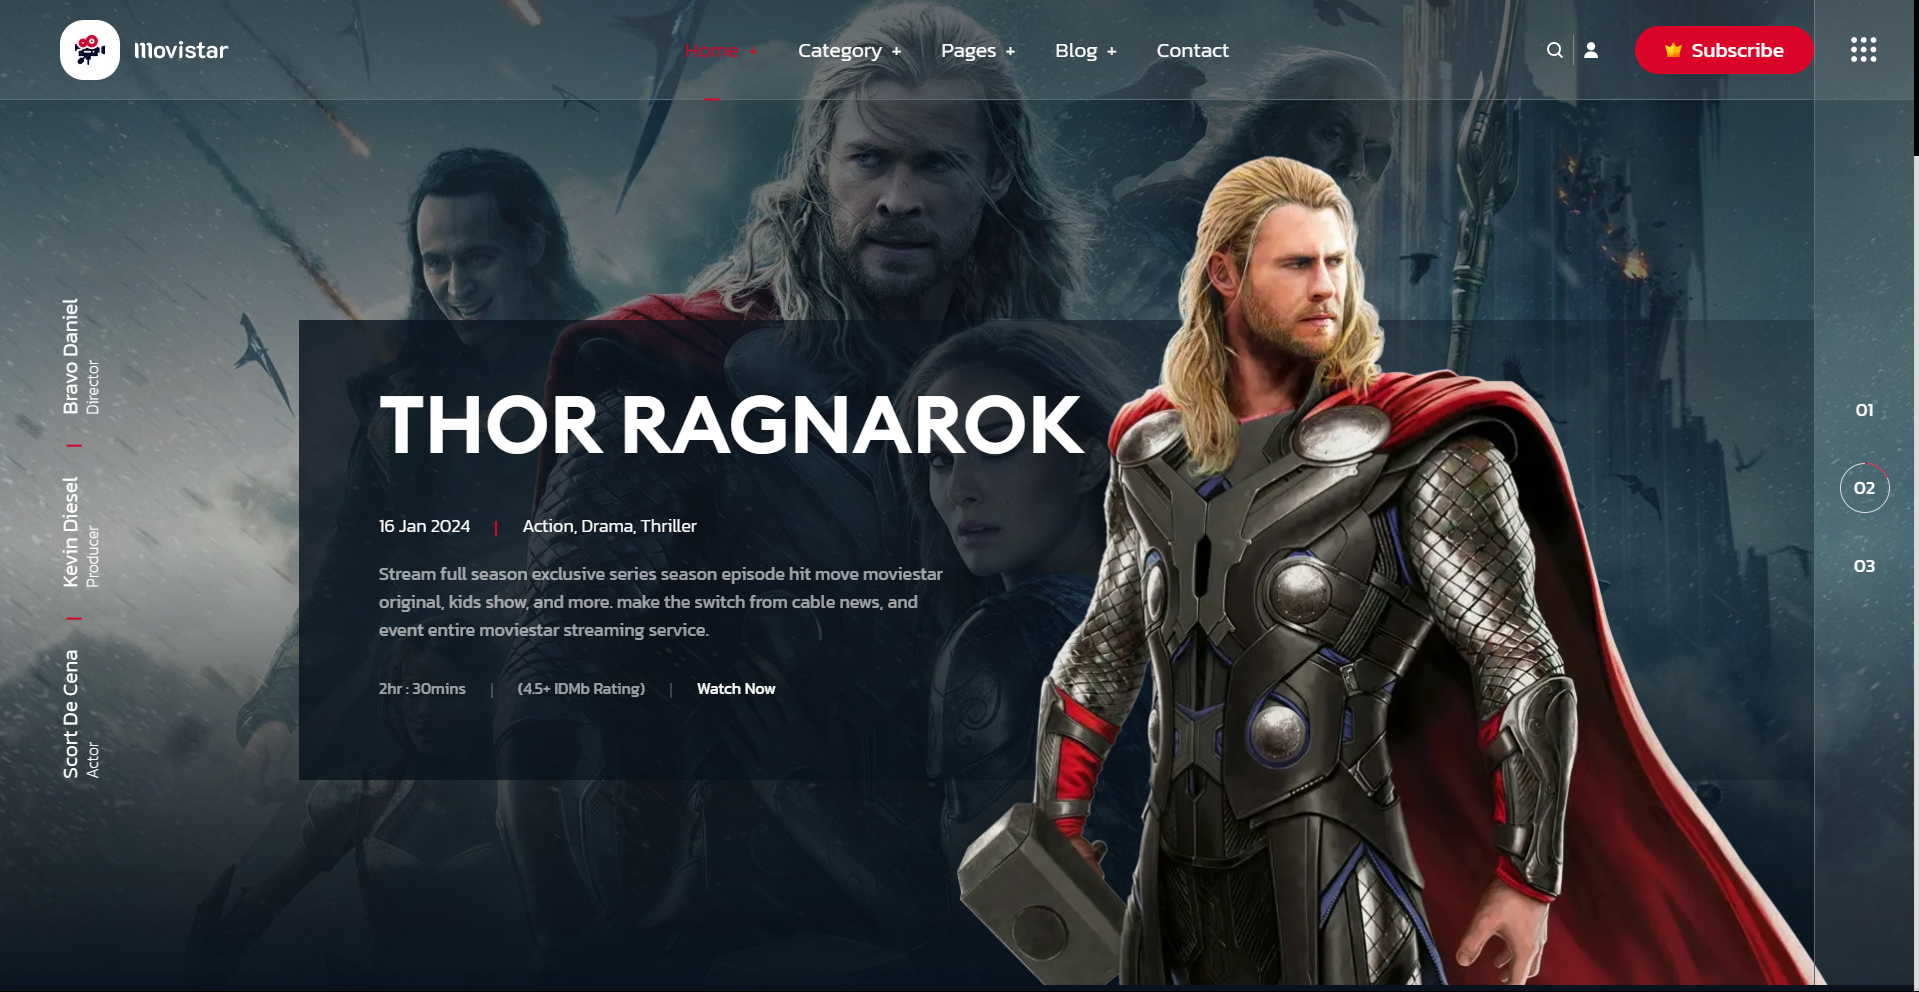 Movistar
Home +
Category +
Pages +
Blog +
Contact
Subscribe
Bravo Daniel
Director
Kevin Diesel
Producer
Scort De Cena
Actor
THOR RAGNAROK
16 Jan 2024 | Action, Drama, Thriller
Stream full season exclusive series season episode hit move moviestar
original, kids show, and more. make the switch from cable news, and
event entire moviestar streaming service.
2hr : 30mins | (4.5+ IDMb Rating) | Watch Now
01
02
03